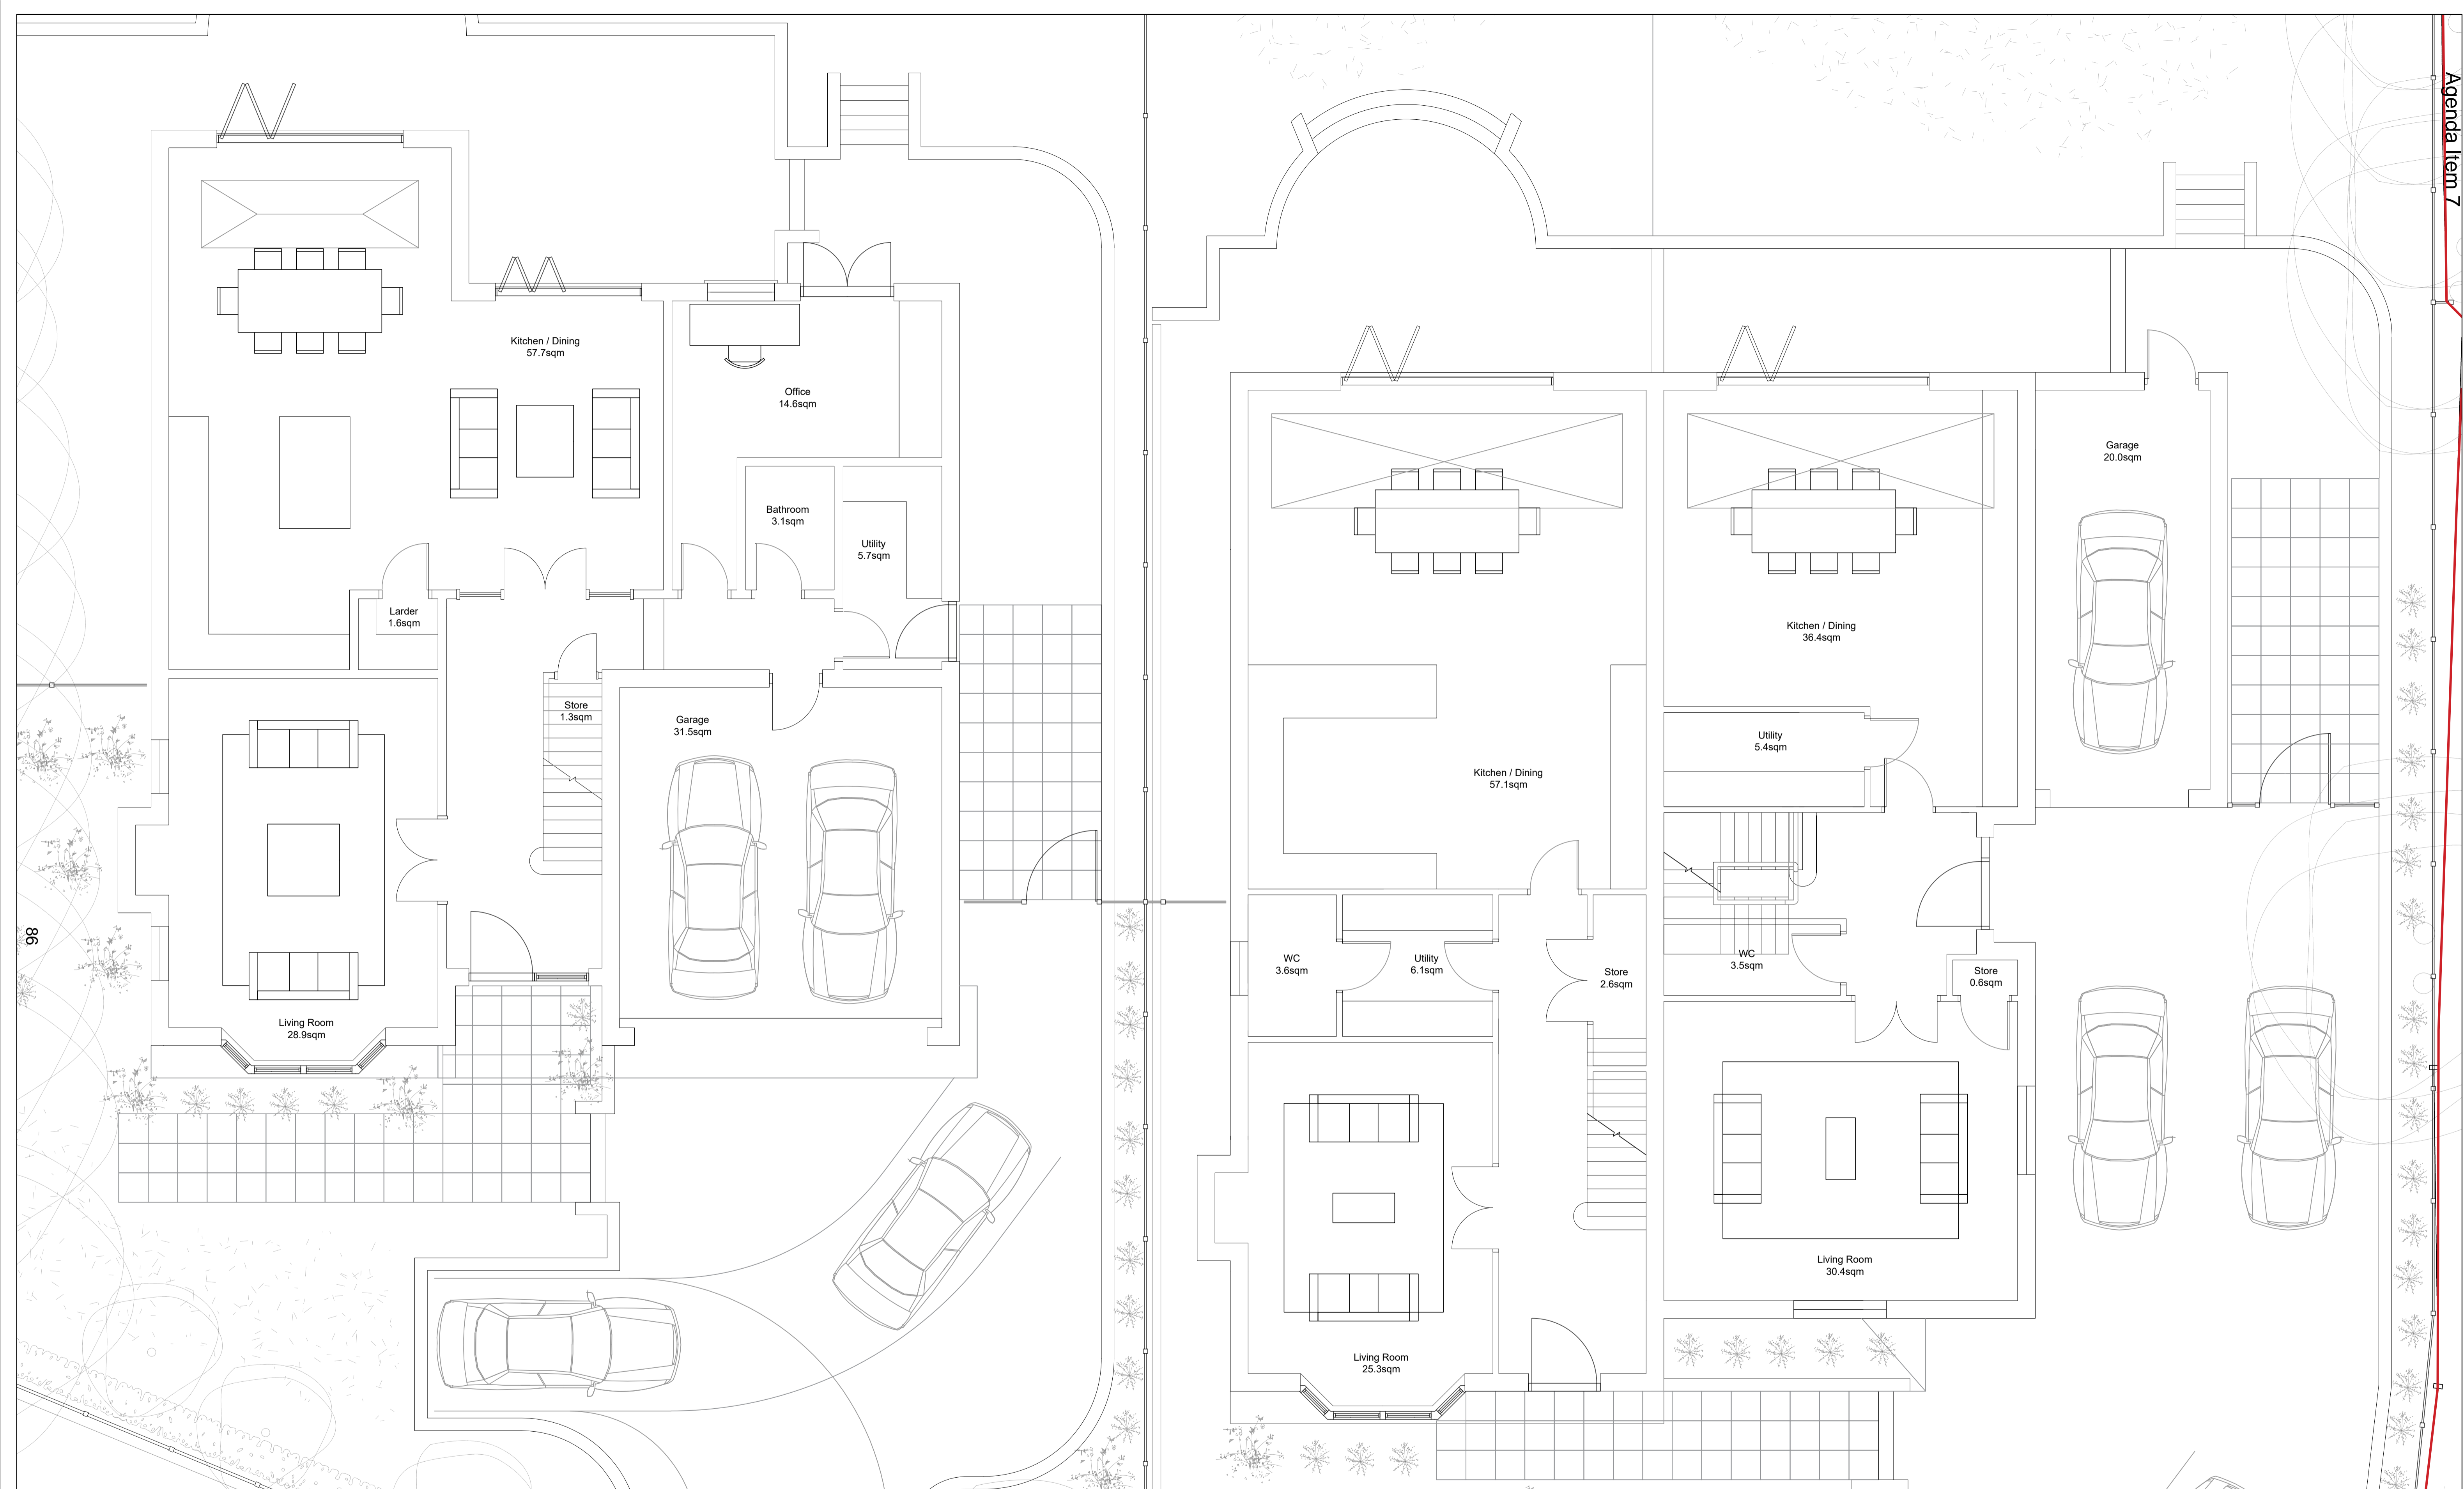 Agenda Item 7
Kitchen / Dining
57.7sqm
Office
14.6sqm
Bathroom
3.1sqm
Utility
5.7sqm
Larder
1.6sqm
Store
1.3sqm
Garage
31.5sqm
Living Room
28.9sqm
Kitchen / Dining
57.1sqm
WC
3.6sqm
Utility
6.1sqm
Store
2.6sqm
Living Room
25.3sqm
Kitchen / Dining
36.4sqm
Garage
20.0sqm
Utility
5.4sqm
WC
3.5sqm
Store
0.6sqm
Living Room
30.4sqm
86